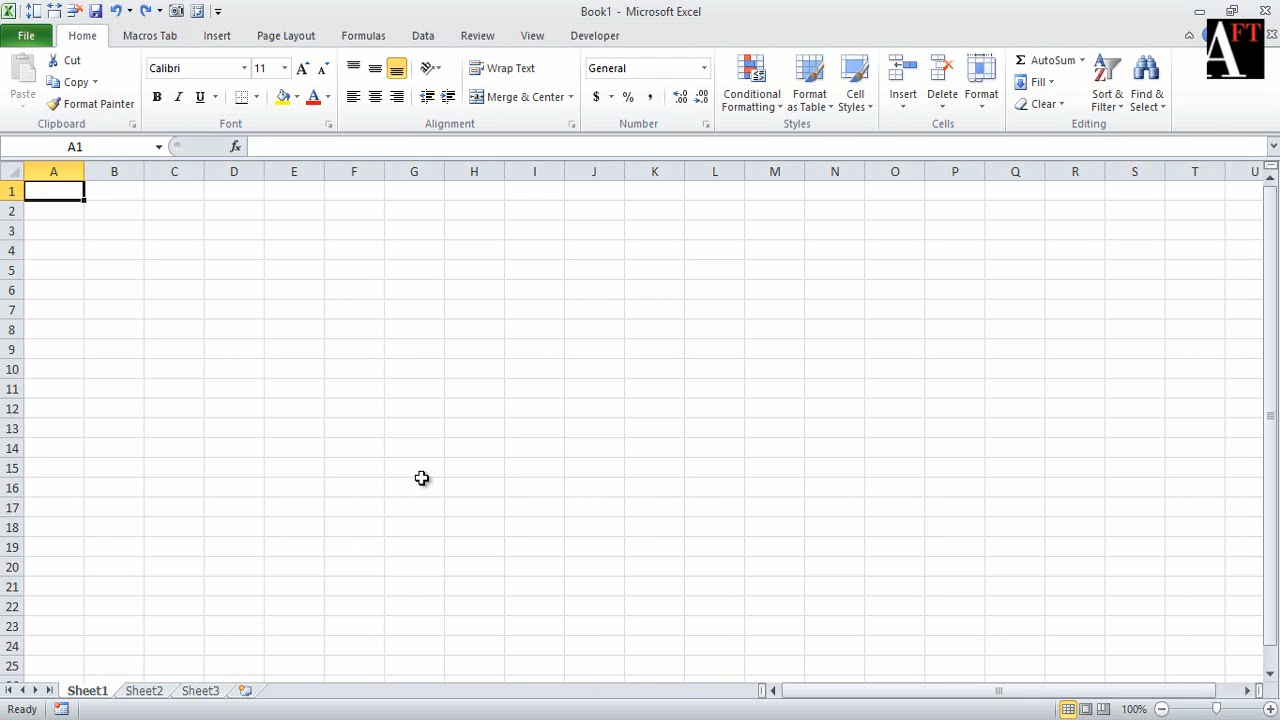 Book1 - Microsoft Excel
File Home Macros Tab Insert Page Layout Formulas Data Review View Developer
AFT
Paste
Cut
Copy
Format Painter
Clipboard
Calibri 11
B I U
Font
Wrap Text
Merge & Center
Alignment
General
$ % ,
Number
Conditional
Formatting
Format
as Table
Cell
Styles
Styles
Insert
Delete
Format
Cells
Σ AutoSum
Fill
Clear
Sort &
Filter
Find &
Select
Editing
A1 fx
A B C D E F G H I J K L M N O P Q R S T U
1
2
3
4
5
6
7
8
9
10
11
12
13
14
15
16
17
18
19
20
21
22
23
24
25
Sheet1 Sheet2 Sheet3
Ready 100%